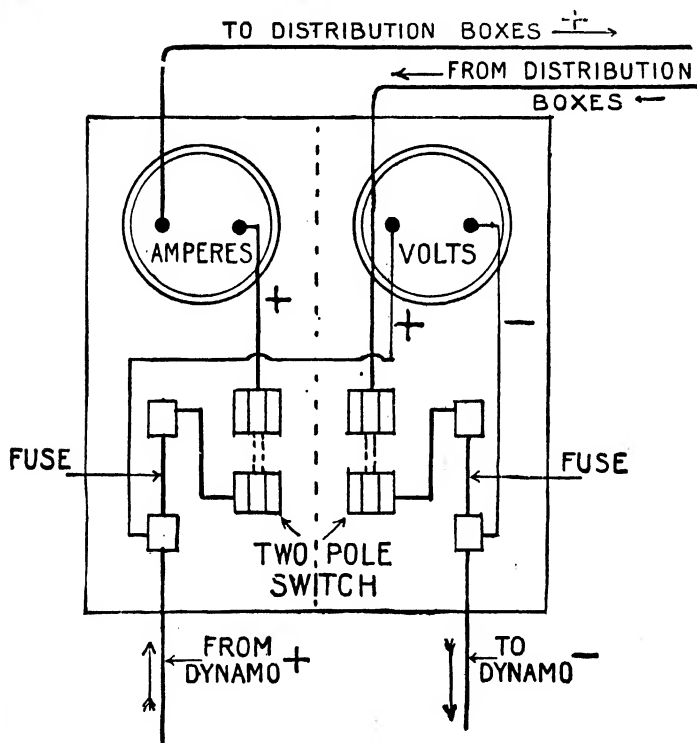 TO DISTRIBUTION BOXES +
FROM DISTRIBUTION
BOXES -
AMPERES
VOLTS
+
+
-
FUSE
FUSE
TWO POLE
SWITCH
FROM
DYNAMO +
TO
DYNAMO -